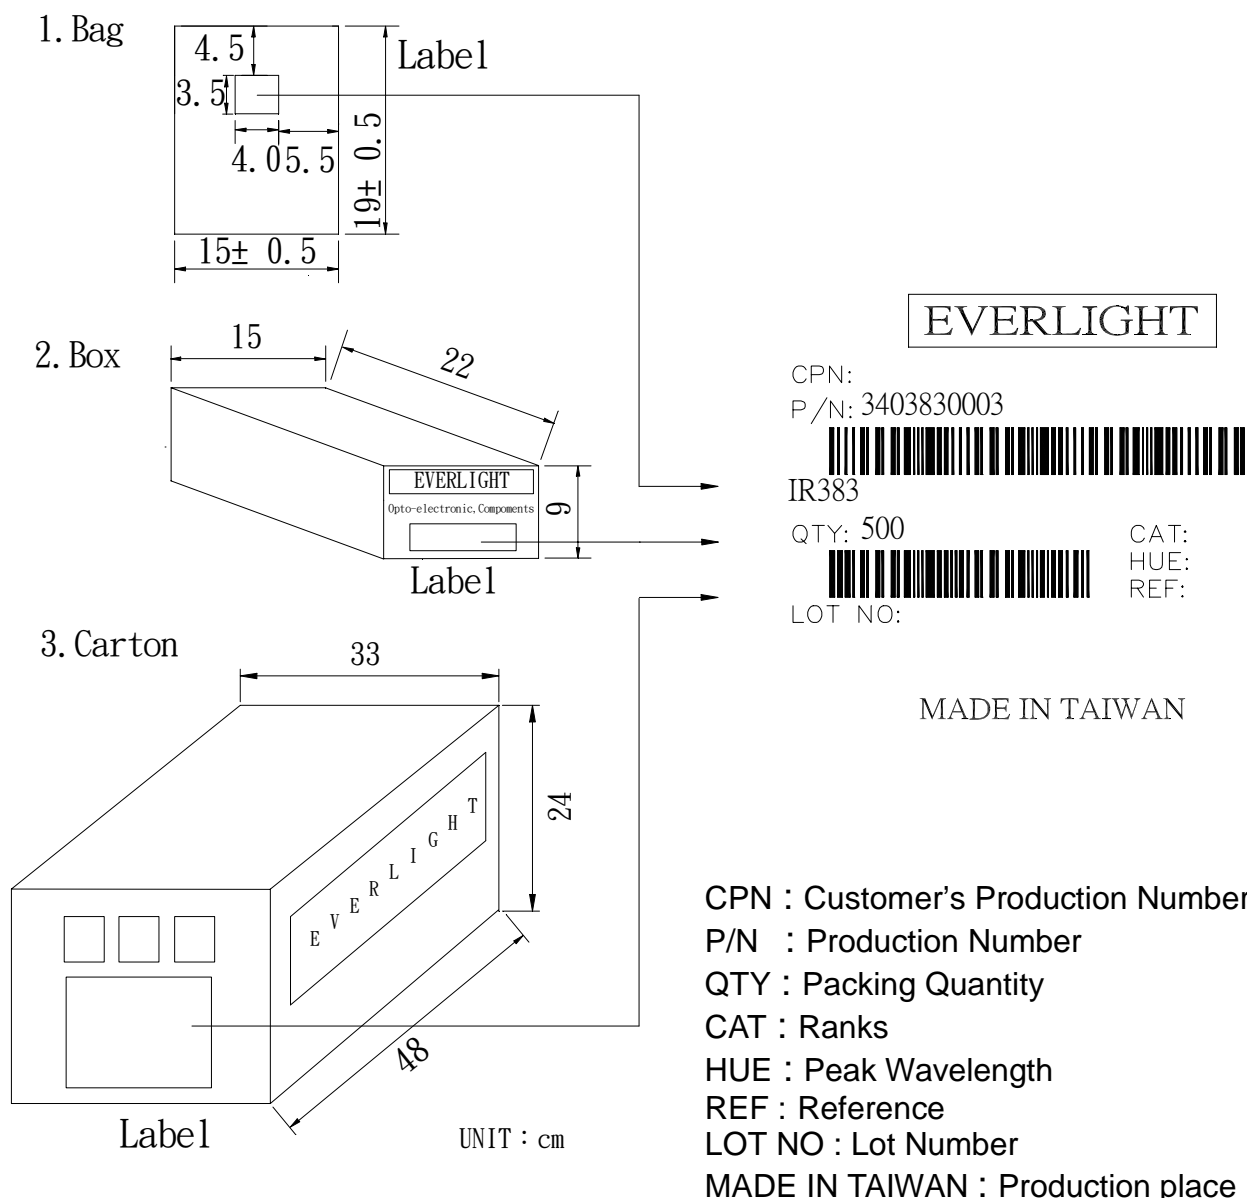 1. Bag
4.5
Label
3.5
4.0
5.5
19± 0.5
15± 0.5
2. Box
15
22
EVERLIGHT
Opto-electronic, Compoments
9
Label
3. Carton
33
24
EVERLIGHT
48
Label
UNIT：cm
EVERLIGHT
CPN:
P/N: 3403830003
IR383
QTY: 500
CAT:
HUE:
REF:
LOT NO:
MADE IN TAIWAN
CPN：Customer's Production Number
P/N ：Production Number
QTY：Packing Quantity
CAT：Ranks
HUE：Peak Wavelength
REF : Reference
LOT NO : Lot Number
MADE IN TAIWAN：Production place